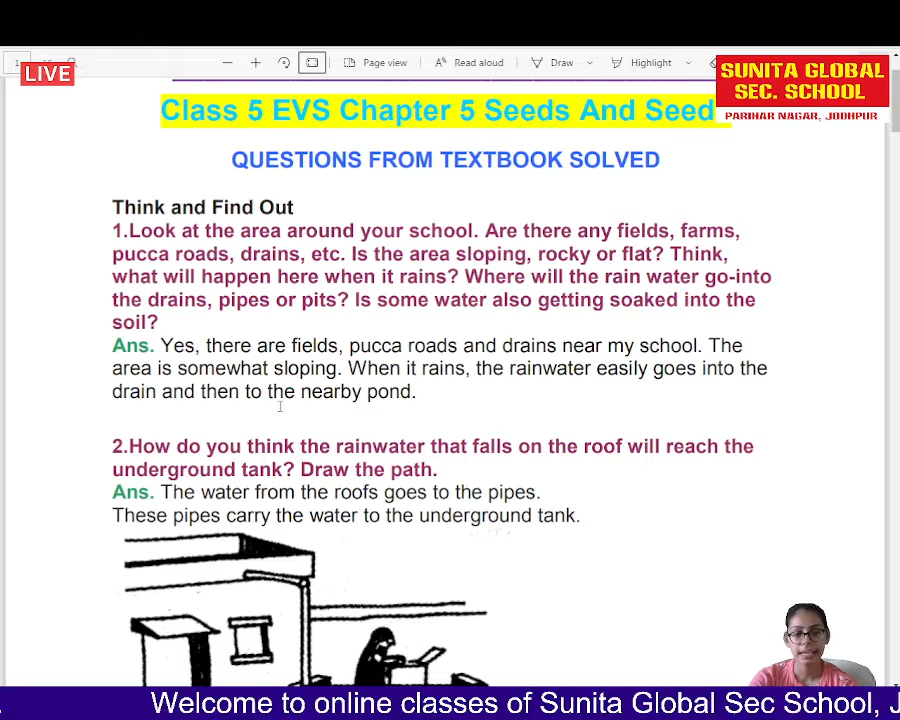 1
LIVE
Page view
Read aloud
Draw
Highlight
SUNITA GLOBAL
SEC. SCHOOL
PARIHAR NAGAR, JODHPUR
Class 5 EVS Chapter 5 Seeds And Seed
QUESTIONS FROM TEXTBOOK SOLVED
Think and Find Out
1.Look at the area around your school. Are there any fields, farms,
pucca roads, drains, etc. Is the area sloping, rocky or flat? Think,
what will happen here when it rains? Where will the rain water go-into
the drains, pipes or pits? Is some water also getting soaked into the
soil?
Ans. Yes, there are fields, pucca roads and drains near my school. The
area is somewhat sloping. When it rains, the rainwater easily goes into the
drain and then to the nearby pond.
2.How do you think the rainwater that falls on the roof will reach the
underground tank? Draw the path.
Ans. The water from the roofs goes to the pipes.
These pipes carry the water to the underground tank.
. Welcome to online classes of Sunita Global Sec School, J